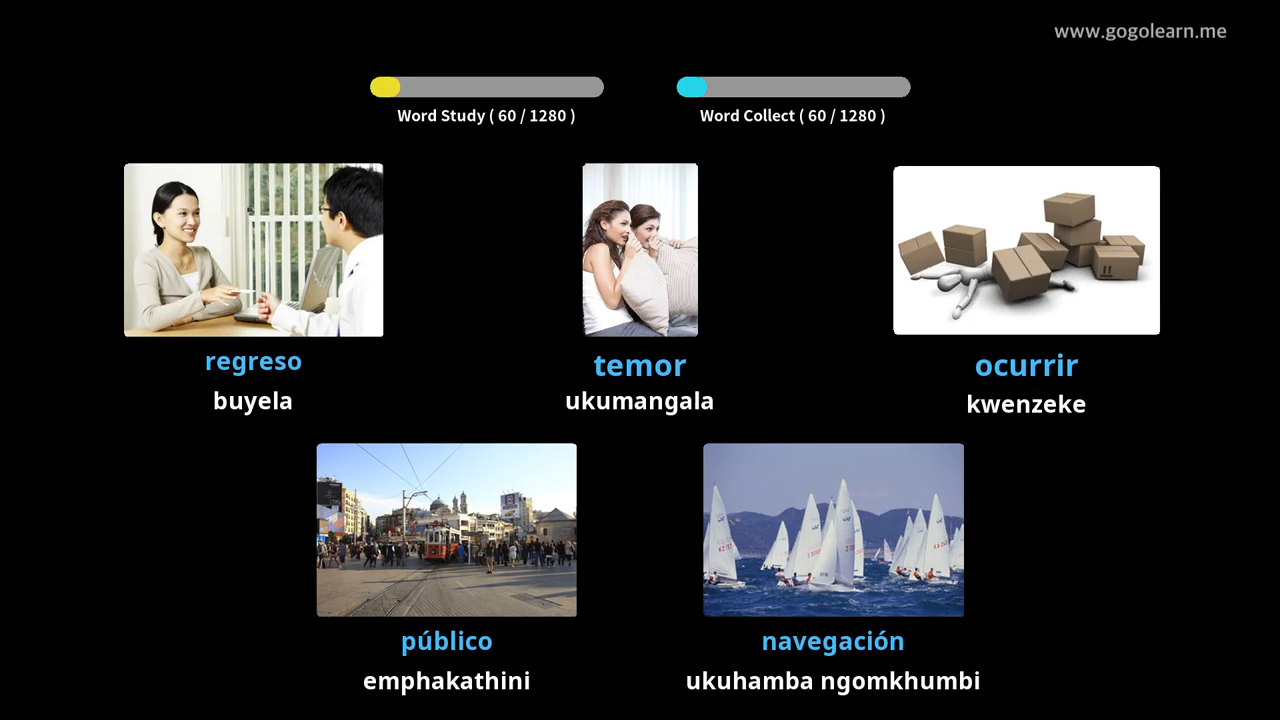 www.gogolearn.me
Word Study ( 60 / 1280 )
Word Collect ( 60 / 1280 )
regreso
buyela
temor
ukumangala
ocurrir
kwenzeke
público
emphakathini
navegación
ukuhamba ngomkhumbi